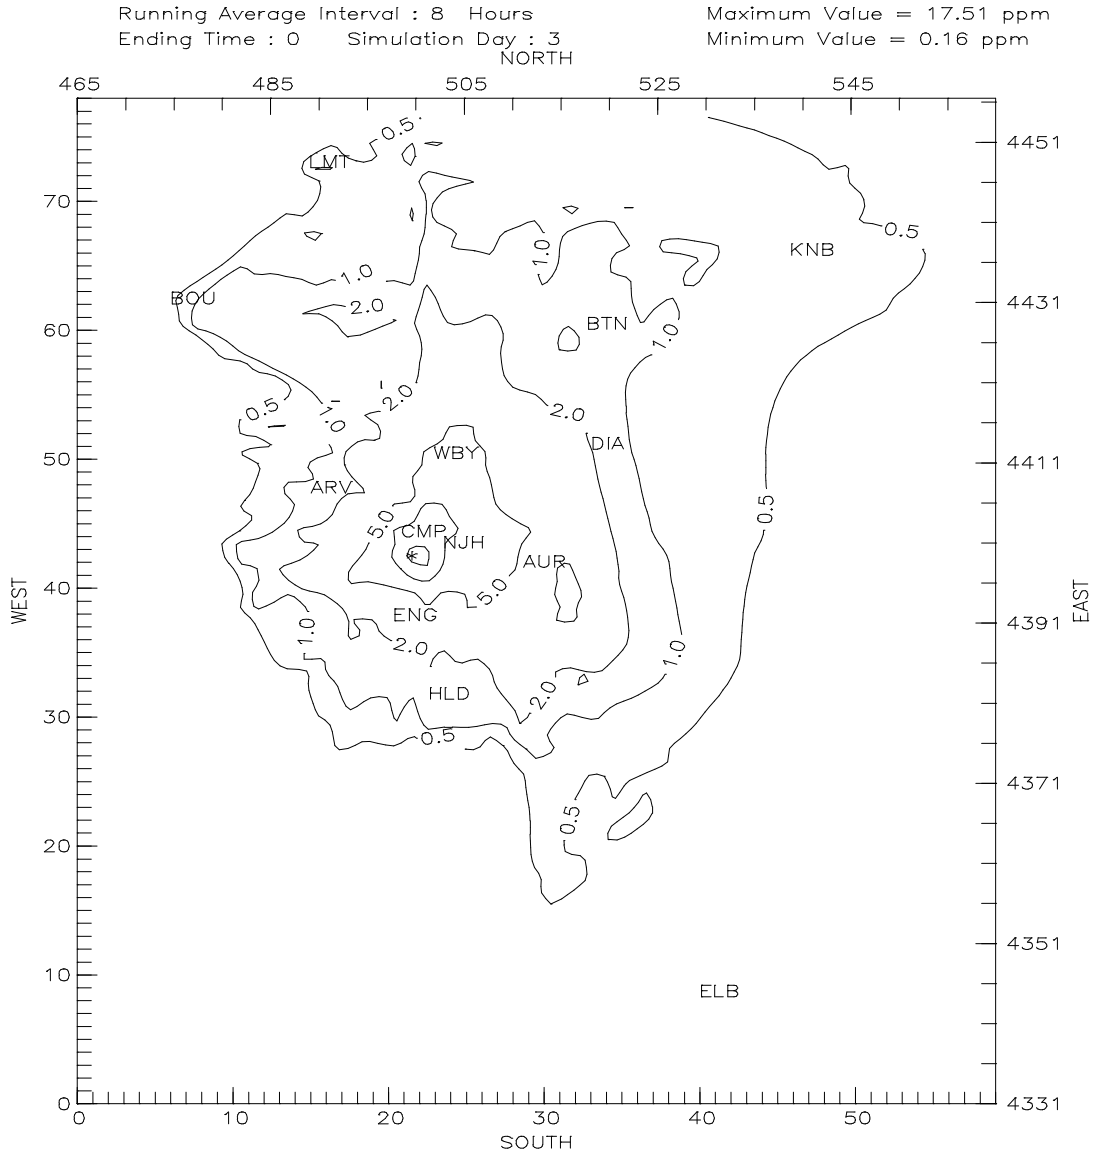 Running Average Interval : 8 Hours Maximum Value = 17.51 ppm
Ending Time : 0 Simulation Day : 3 Minimum Value = 0.16 ppm
NORTH
465 485 505 525 545
0.5
4451
LMT
70
0.5
KNB
1.0
1.0
BOU
2.0
4431
BTN
60
1.0
2.0
0.5
1.0
2.0
DIA
WBY
50
4411
ARV
0.5
5.0
CMP
NJH
*
AUR
40
5.0
WEST
EAST
ENG
4391
1.0
2.0
1.0
HLD
2.0
30
0.5
4371
0.5
20
4351
10
ELB
0
4331
0 10 20 30 40 50
SOUTH